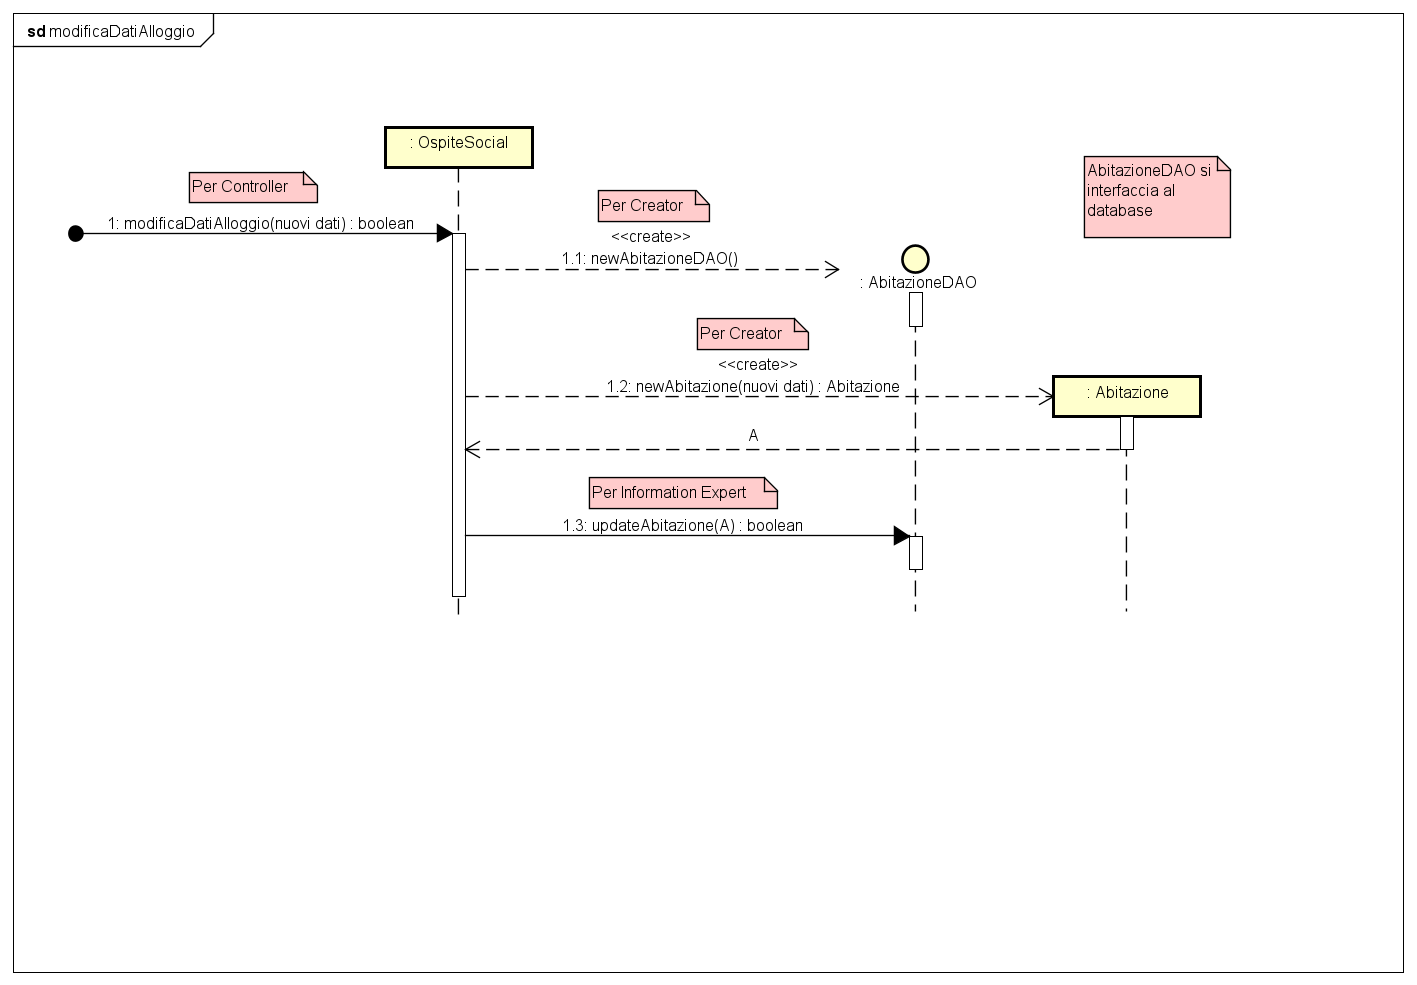 sd modificaDatiAlloggio
: OspiteSocial
Per Controller
1: modificaDatiAlloggio(nuovi dati) : boolean
Per Creator
<<create>>
1.1: newAbitazioneDAO()
: AbitazioneDAO
AbitazioneDAO si
interfaccia al
database
Per Creator
<<create>>
1.2: newAbitazione(nuovi dati) : Abitazione
: Abitazione
A
Per Information Expert
1.3: updateAbitazione(A) : boolean